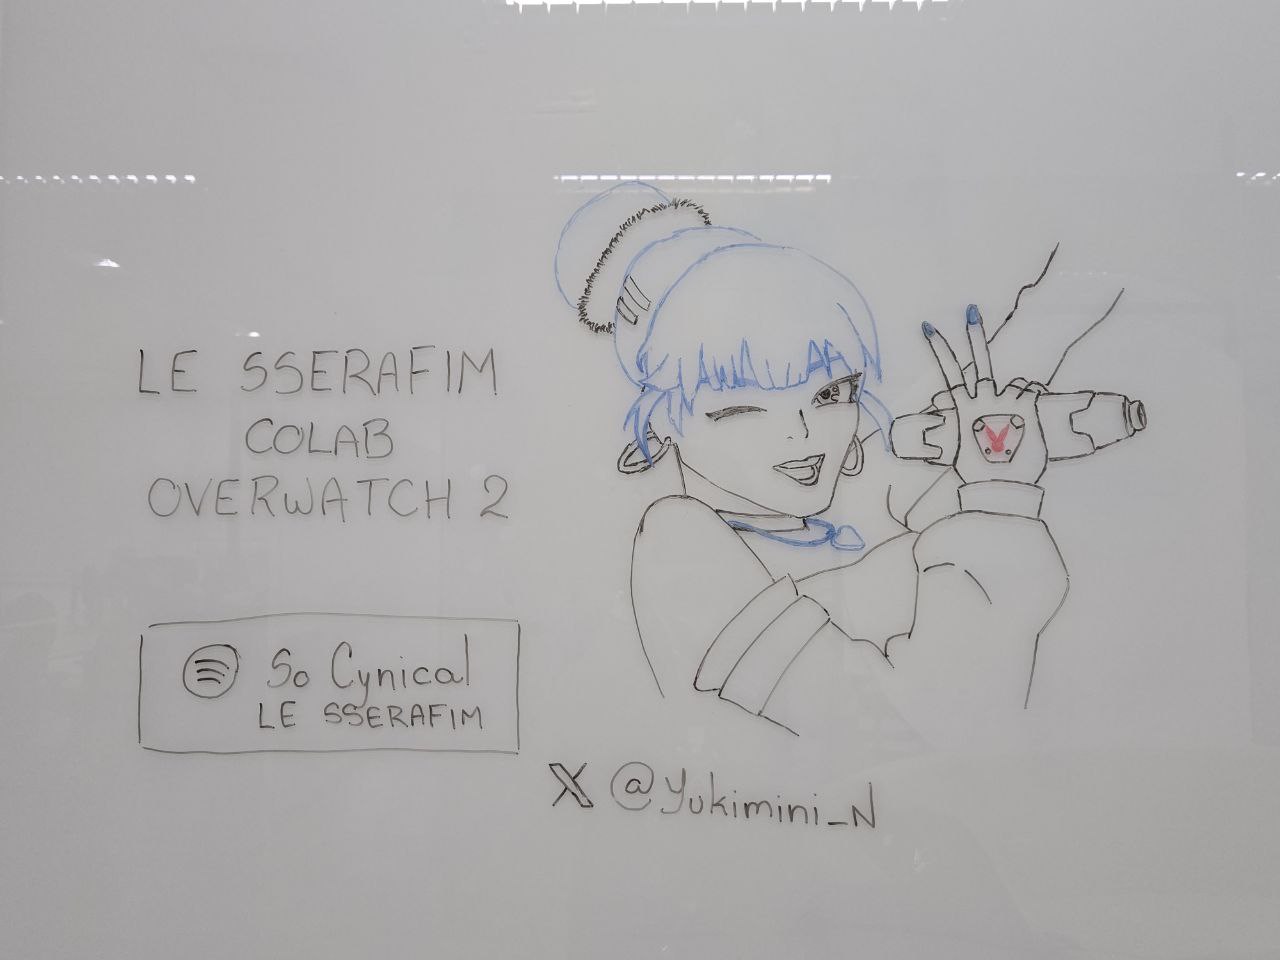 LE SSERAFIM
COLAB
OVERWATCH 2
So Cynical
LE SSERAFIM
X @Yukimini_N